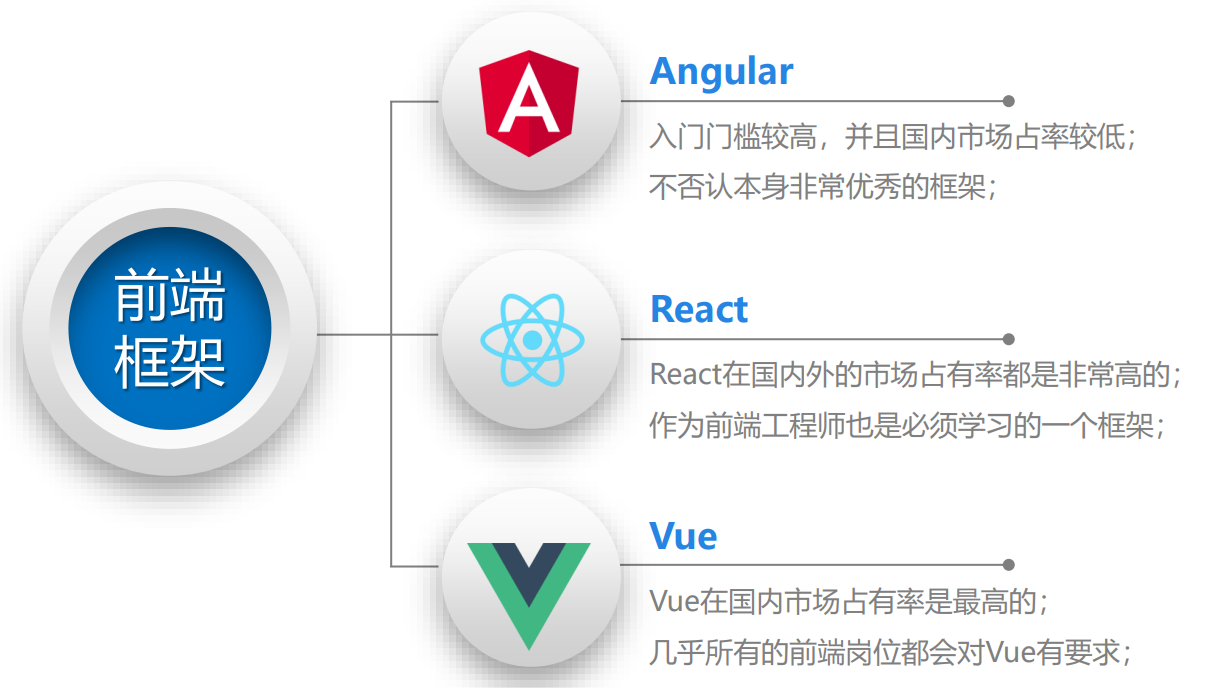 前端
框架
Angular
入门门槛较高，并且国内市场占率较低；
不否认本身非常优秀的框架；
React
React在国内外的市场占有率都是非常高的；
作为前端工程师也是必须学习的一个框架；
Vue
Vue在国内市场占有率是最高的；
几乎所有的前端岗位都会对Vue有要求；